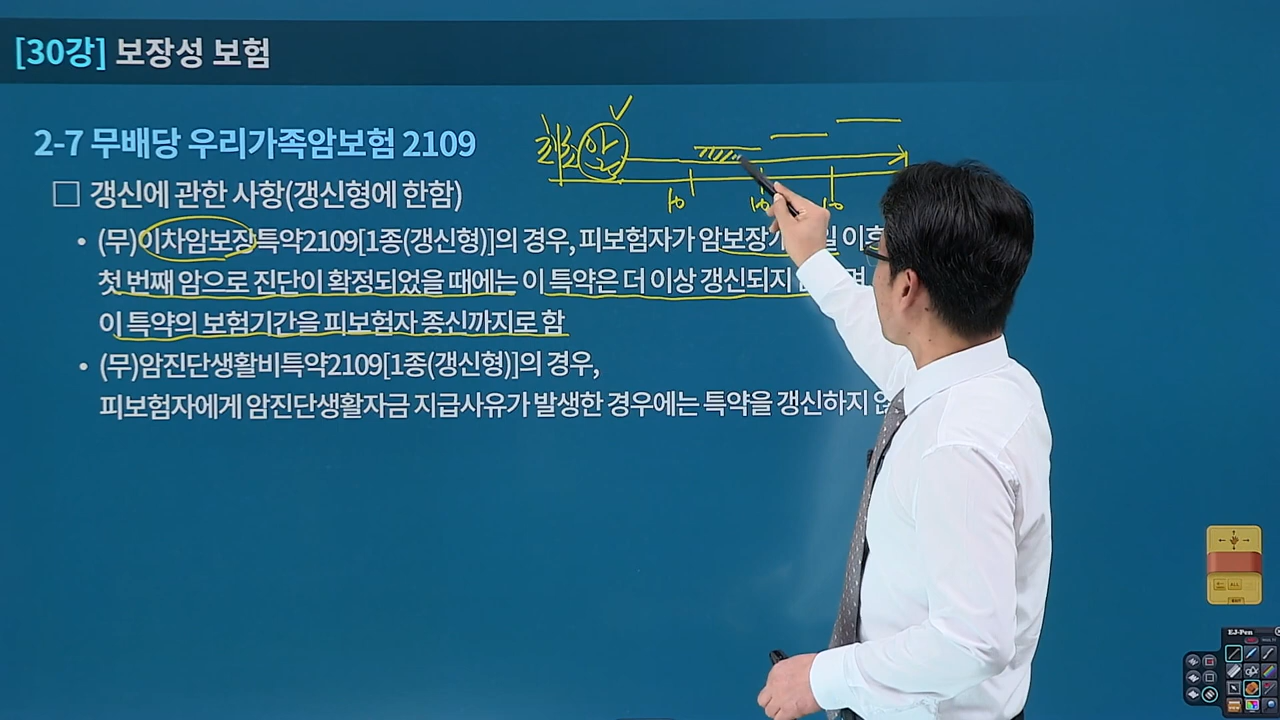 [30강] 보장성 보험
최초 암
10 10 10
2-7 무배당 우리가족암보험 2109
□ 갱신에 관한 사항(갱신형에 한함)
• (무)이차암보장특약2109[1종(갱신형)]의 경우, 피보험자가 암보장개 일 이후
첫 번째 암으로 진단이 확정되었을 때에는 이 특약은 더 이상 갱신되지
이 특약의 보험기간을 피보험자 종신까지로 함
• (무)암진단생활비특약2109[1종(갱신형)]의 경우,
피보험자에게 암진단생활자금 지급사유가 발생한 경우에는 특약을 갱신하지
EJ-Pen